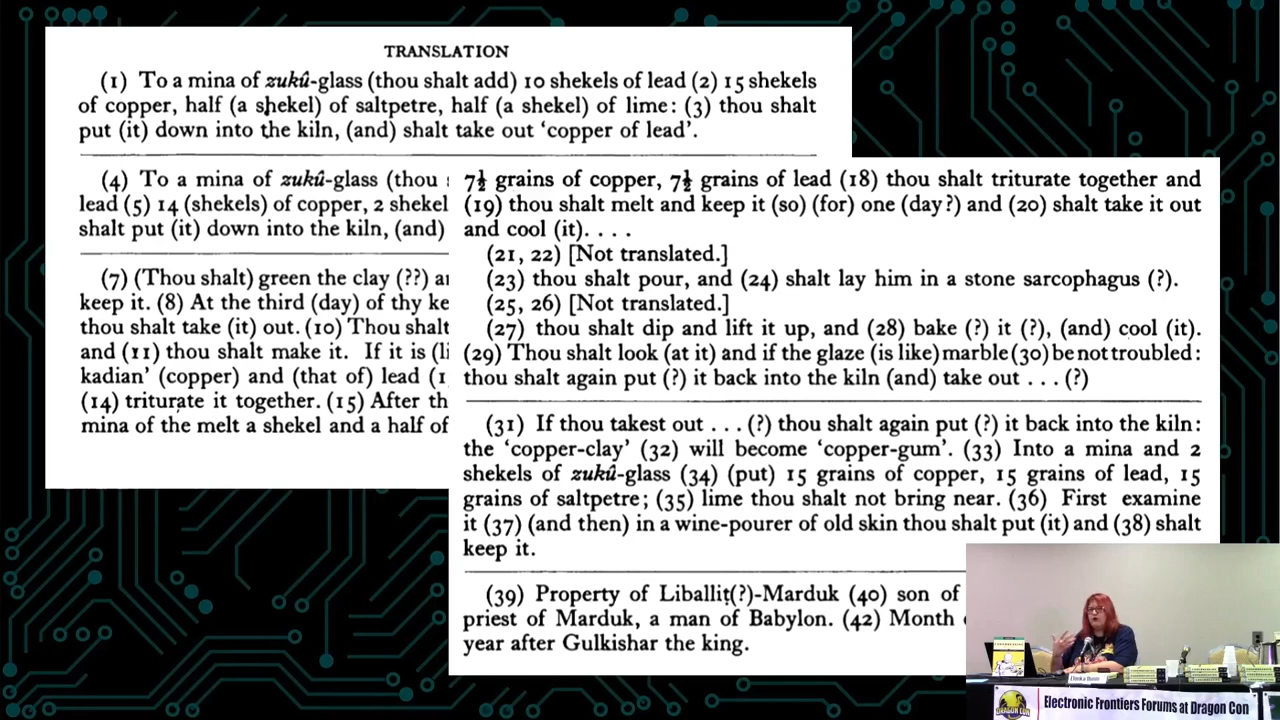 TRANSLATION
(1) To a mina of zukû-glass (thou shalt add) 10 shekels of lead (2) 15 shekels
of copper, half (a shekel) of saltpetre, half (a shekel) of lime: (3) thou shalt
put (it) down into the kiln, (and) shalt take out ‘copper of lead’.
(4) To a mina of zukû-glass (thou
lead (5) 14 (shekels) of copper, 2 shekel
shalt put (it) down into the kiln, (and)
(7) (Thou shalt) green the clay (??)
keep it. (8) At the third (day) of thy
thou shalt take (it) out. (10) Thou shalt
and (11) thou shalt make it. If it is
kadian’ (copper) and (that of) lead
(14) triturate it together. (15) After
mina of the melt a shekel and a half of
7½ grains of copper, 7½ grains of lead (18) thou shalt triturate together and
(19) thou shalt melt and keep it (so) (for) one (day?) and (20) shalt take it out
and cool (it). . . .
(21, 22) [Not translated.]
(23) thou shalt pour, and (24) shalt lay him in a stone sarcophagus (?).
(25, 26) [Not translated.]
(27) thou shalt dip and lift it up, and (28) bake (?) it (?), (and) cool (it).
(29) Thou shalt look (at it) and if the glaze (is like) marble (30) be not troubled:
thou shalt again put (?) it back into the kiln (and) take out . . . (?)
(31) If thou takest out . . . (?) thou shalt again put (?) it back into the kiln:
the ‘copper-clay’ (32) will become ‘copper-gum’. (33) Into a mina and 2
shekels of zukû-glass (34) (put) 15 grains of copper, 15 grains of lead, 15
grains of saltpetre; (35) lime thou shalt not bring near. (36) First examine
it (37) (and then) in a wine-pourer of old skin thou shalt put (it) and (38) shalt
keep it.
(39) Property of Liballiṭ(?)-Marduk (40) son of
priest of Marduk, a man of Babylon. (42) Month
year after Gulkishar the king.
Elonka Dunin
DRAGON CON
Electronic Frontiers Forums at Dragon Con